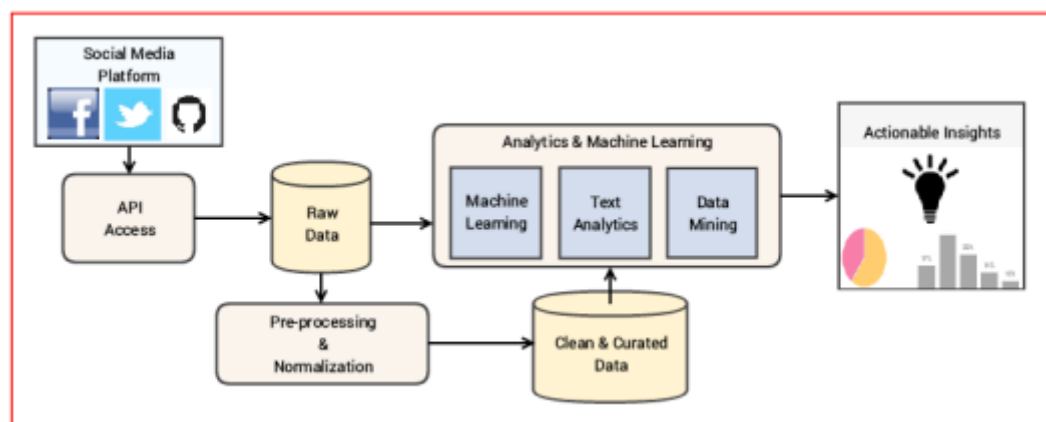 Social Media
Platform
API
Access
Raw
Data
Pre-processing
&
Normalization
Analytics & Machine Learning
Machine
Learning
Text
Analytics
Data
Mining
Clean & Curated
Data
Actionable Insights